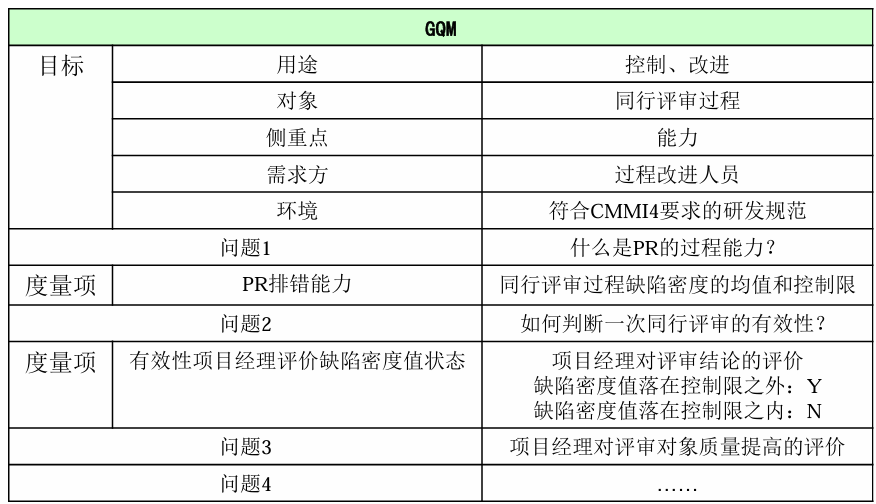 GQM
目标 用途 控制、改进
对象 同行评审过程
侧重点 能力
需求方 过程改进人员
环境 符合CMMI4要求的研发规范
问题1 什么是PR的过程能力？
度量项 PR排错能力 同行评审过程缺陷密度的均值和控制限
问题2 如何判断一次同行评审的有效性？
度量项 有效性项目经理评价缺陷密度值状态 项目经理对评审结论的评价
缺陷密度值落在控制限之外：Y
缺陷密度值落在控制限之内：N
问题3 项目经理对评审对象质量提高的评价
问题4 ……